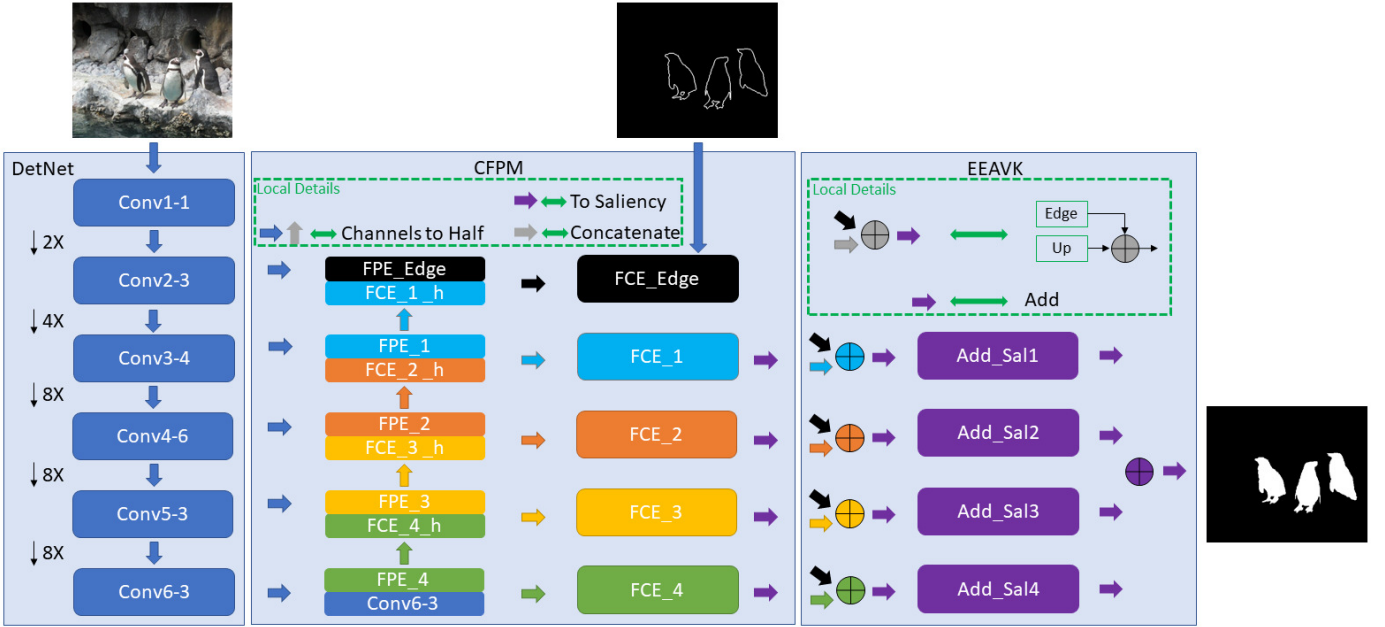 DetNet
Conv1-1
2X
Conv2-3
4X
Conv3-4
8X
Conv4-6
8X
Conv5-3
8X
Conv6-3
CFPM
Local Details
To Saliency
Channels to Half
Concatenate
FPE_Edge
FCE_1 _h
FCE_Edge
FPE_1
FCE_2 _h
FCE_1
FPE_2
FCE_3 _h
FCE_2
FPE_3
FCE_4_h
FCE_3
FPE_4
Conv6-3
FCE_4
EEAVK
Local Details
Edge
Up
Add
Add_Sal1
Add_Sal2
Add_Sal3
Add_Sal4